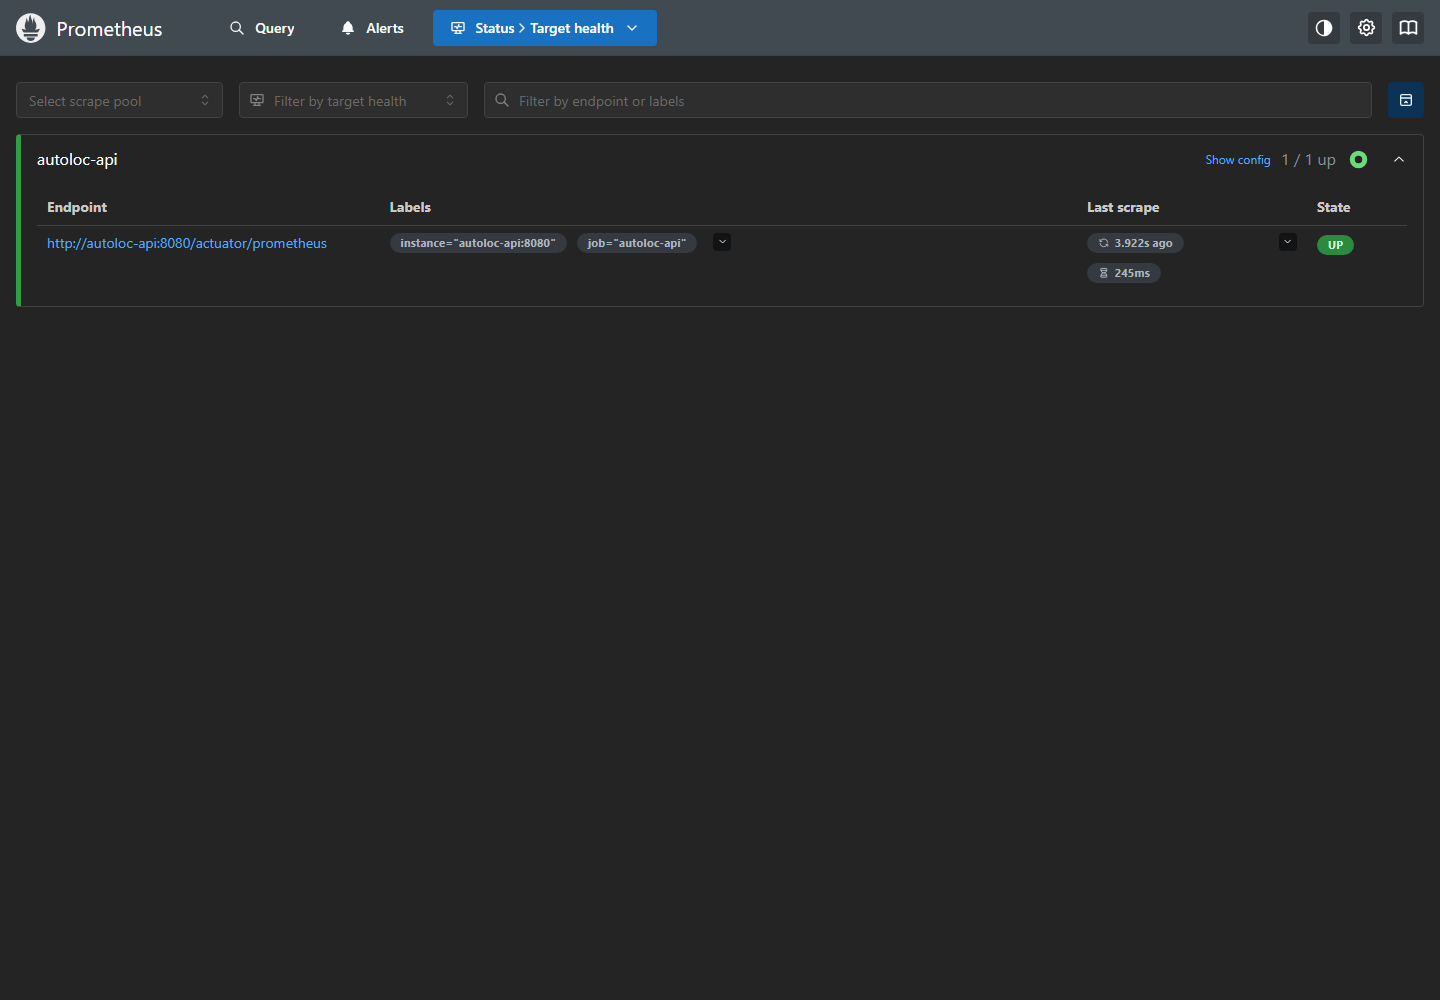 Prometheus Query Alerts Status > Target health
Select scrape pool Filter by target health Filter by endpoint or labels
autoloc-api Show config 1 / 1 up
Endpoint Labels Last scrape State
http://autoloc-api:8080/actuator/prometheus instance="autoloc-api:8080" job="autoloc-api" 3.922s ago UP
245ms